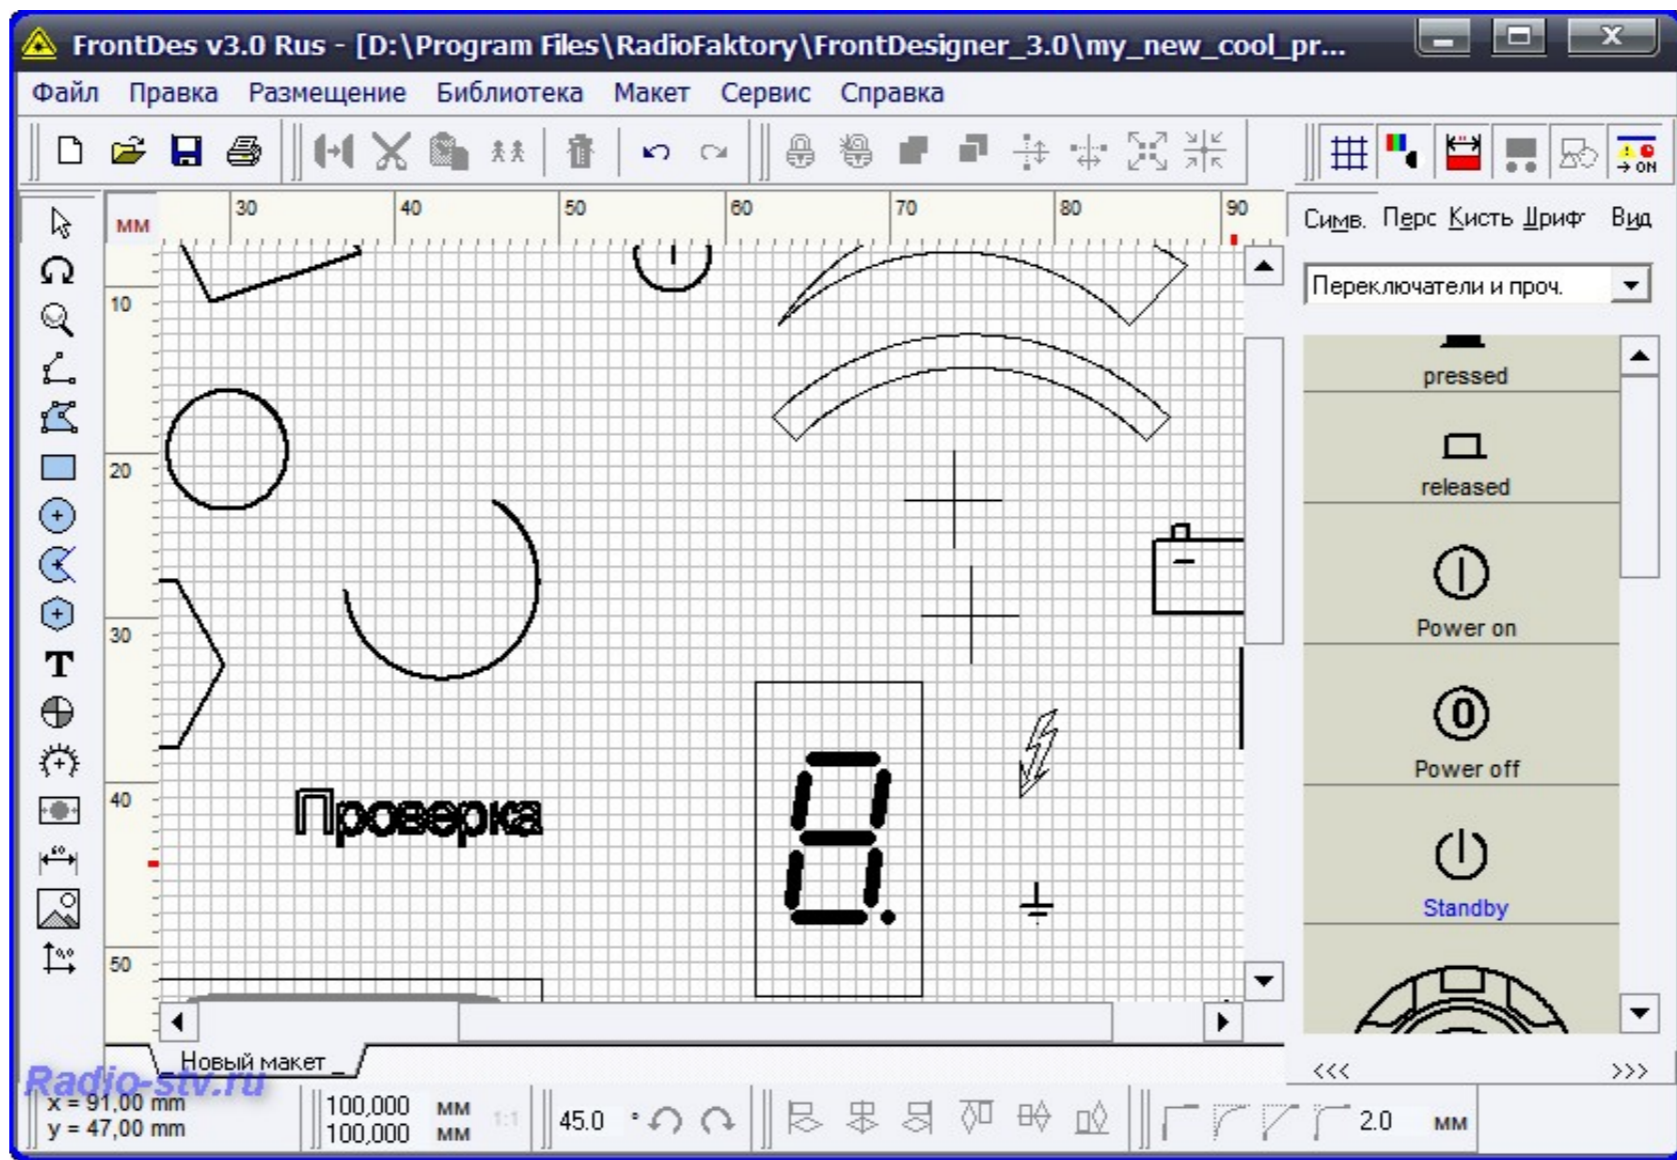 FrontDes v3.0 Rus - [D:\Program Files\RadioFaktory\FrontDesigner_3.0\my_new_cool_pr...
Файл Правка Размещение Библиотека Макет Сервис Справка
ON
мм 30 40 50 60 70 80 90
Симв. Перс Кисть Шрифт Вид
Переключатели и проч.
10
pressed
20
released
30
Power on
T
0
Power off
40
Проверка
8.
Standby
50
Новый макет _
<<< >>>
Radio-stv.ru
x = 91,00 mm
y = 47,00 mm
100,000 мм
100,000 мм
1:1
45.0 °
2.0 мм